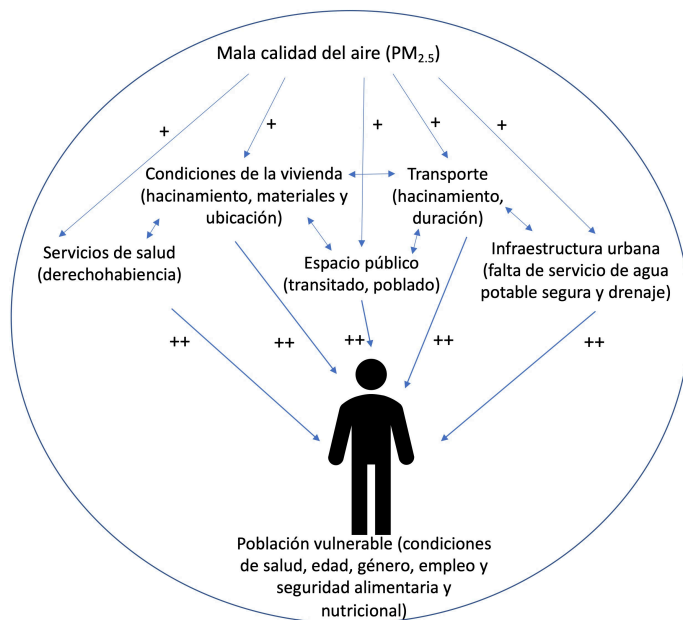 Mala calidad del aire (PM2.5)
+ + + + +
Condiciones de la vivienda
(hacinamiento, materiales y
ubicación)
Transporte
(hacinamiento,
duración)
Servicios de salud
(derechohabiencia)
Espacio público
(transitado, poblado)
Infraestructura urbana
(falta de servicio de agua
potable segura y drenaje)
++ ++ ++ ++ ++
Población vulnerable (condiciones
de salud, edad, género, empleo y
seguridad alimentaria y
nutricional)